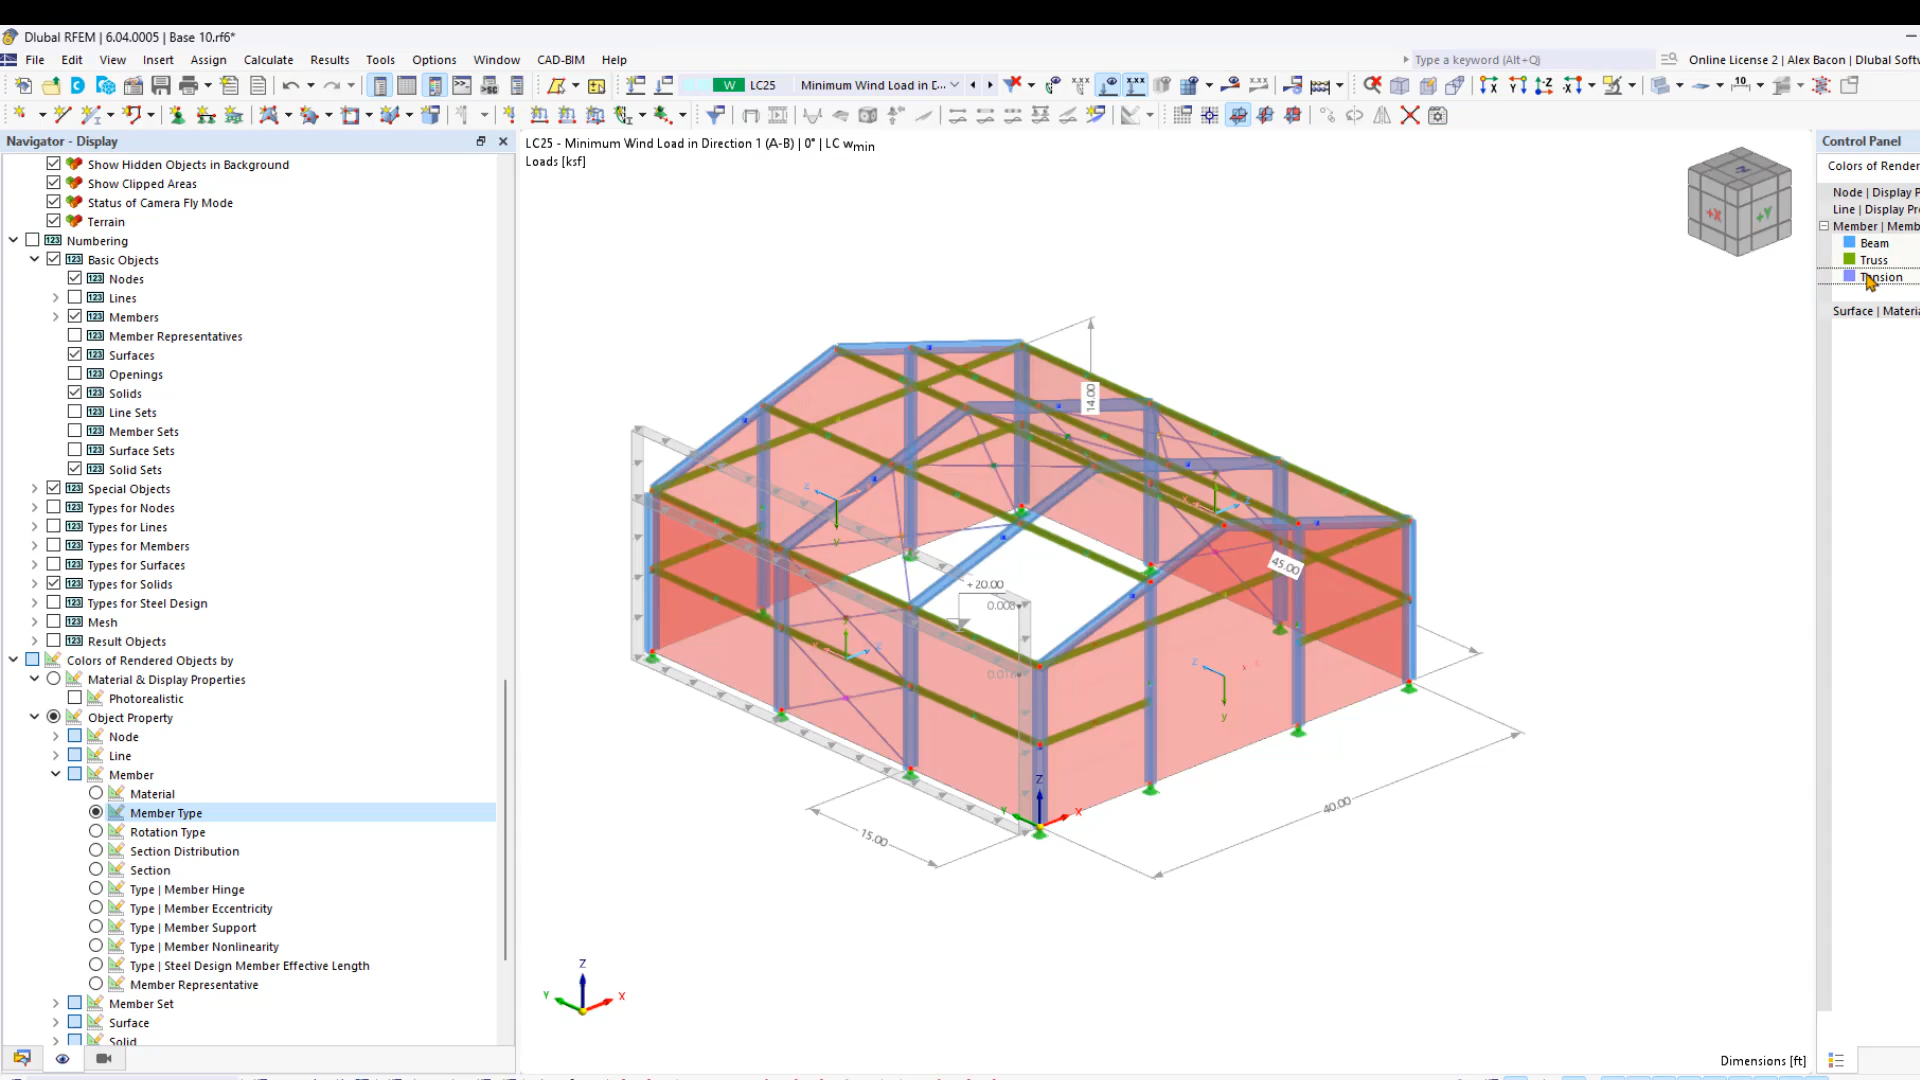 Dlubal RFEM | 6.04.0005 | Base 10.rf6*
File Edit View Insert Assign Calculate Results Tools Options Window CAD-BIM Help
Type a keyword (Alt+Q)
Online License 2 | Alex Bacon | Dlubal Softw
W LC25 Minimum Wind Load in D...
Navigator - Display
Show Hidden Objects in Background
Show Clipped Areas
Status of Camera Fly Mode
Terrain
Numbering
Basic Objects
Nodes
Lines
Members
Member Representatives
Surfaces
Openings
Solids
Line Sets
Member Sets
Surface Sets
Solid Sets
Special Objects
Types for Nodes
Types for Lines
Types for Members
Types for Surfaces
Types for Solids
Types for Steel Design
Mesh
Result Objects
Colors of Rendered Objects by
Material & Display Properties
Photorealistic
Object Property
Node
Line
Member
Material
Member Type
Rotation Type
Section Distribution
Section
Type | Member Hinge
Type | Member Eccentricity
Type | Member Support
Type | Member Nonlinearity
Type | Steel Design Member Effective Length
Member Representative
Member Set
Surface
Solid
LC25 - Minimum Wind Load in Direction 1 (A-B) | 0° | LC wmin
Loads [ksf]
14.00
45.00
+20.00
0.008
40.00
15.00
Z
Y
X
+X
+Y
Z
Dimensions [ft]
Control Panel
Colors of Render
Node | Display P
Line | Display Pr
Member | Memb
Beam
Truss
Tension
Surface | Materia